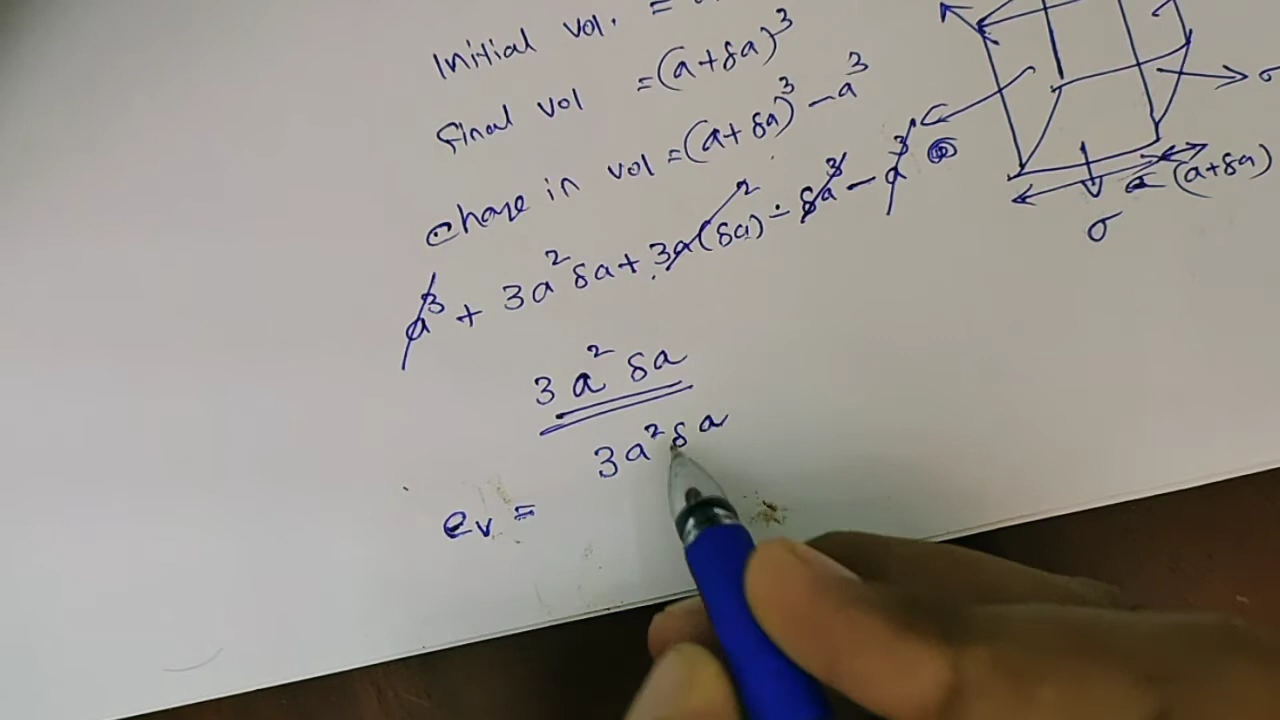 Initial vol. =
final vol = (a+δa)³
change in vol = (a+δa)³ - a³
a³ + 3a²δa + 3a(δa)² ÷ δa³ - a³
3a²δa
3a²δa
eᵥ =
σ
(a+δa)
σ